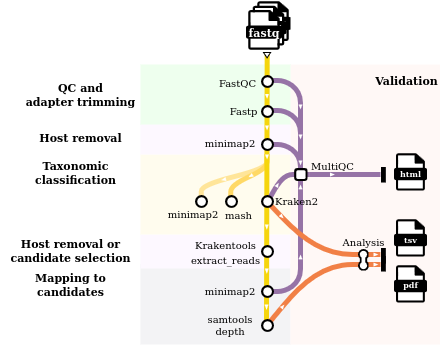 fastq
QC and
adapter trimming
FastQC
Validation
Fastp
Host removal
minimap2
Taxonomic
classification
MultiQC
html
minimap2
mash
Kraken2
Host removal or
candidate selection
Krakentools
extract_reads
Analysis
tsv
Mapping to
candidates
minimap2
pdf
samtools
depth